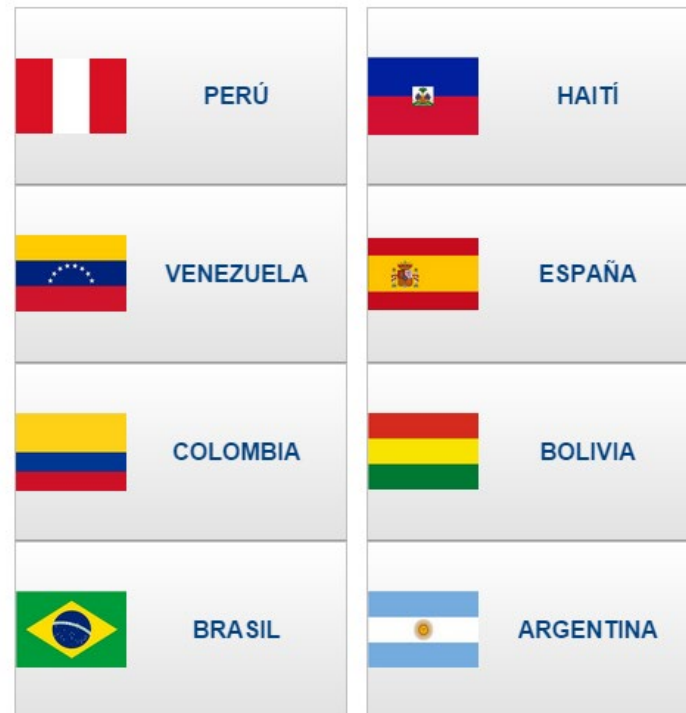 PERÚ
HAITÍ
VENEZUELA
ESPAÑA
COLOMBIA
BOLIVIA
BRASIL
ARGENTINA